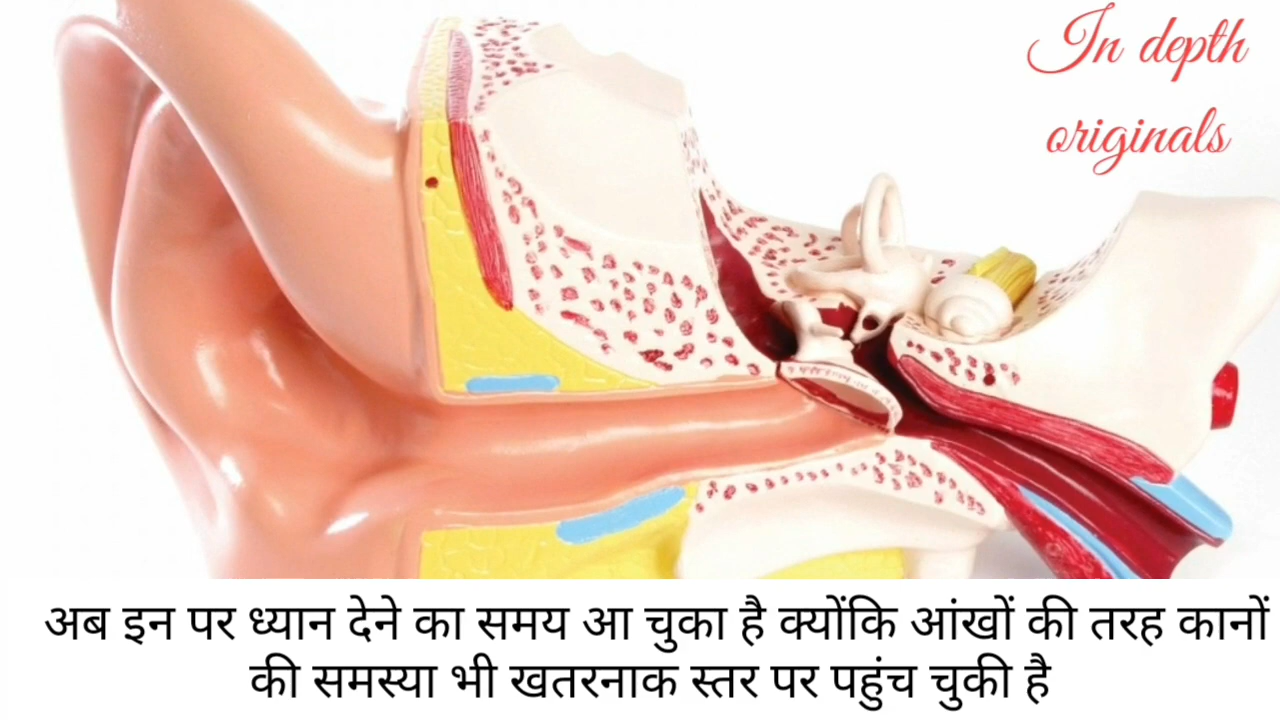 In depth
originals
अब इन पर ध्यान देने का समय आ चुका है क्योंकि आंखों की तरह कानों
की समस्या भी खतरनाक स्तर पर पहुंच चुकी है